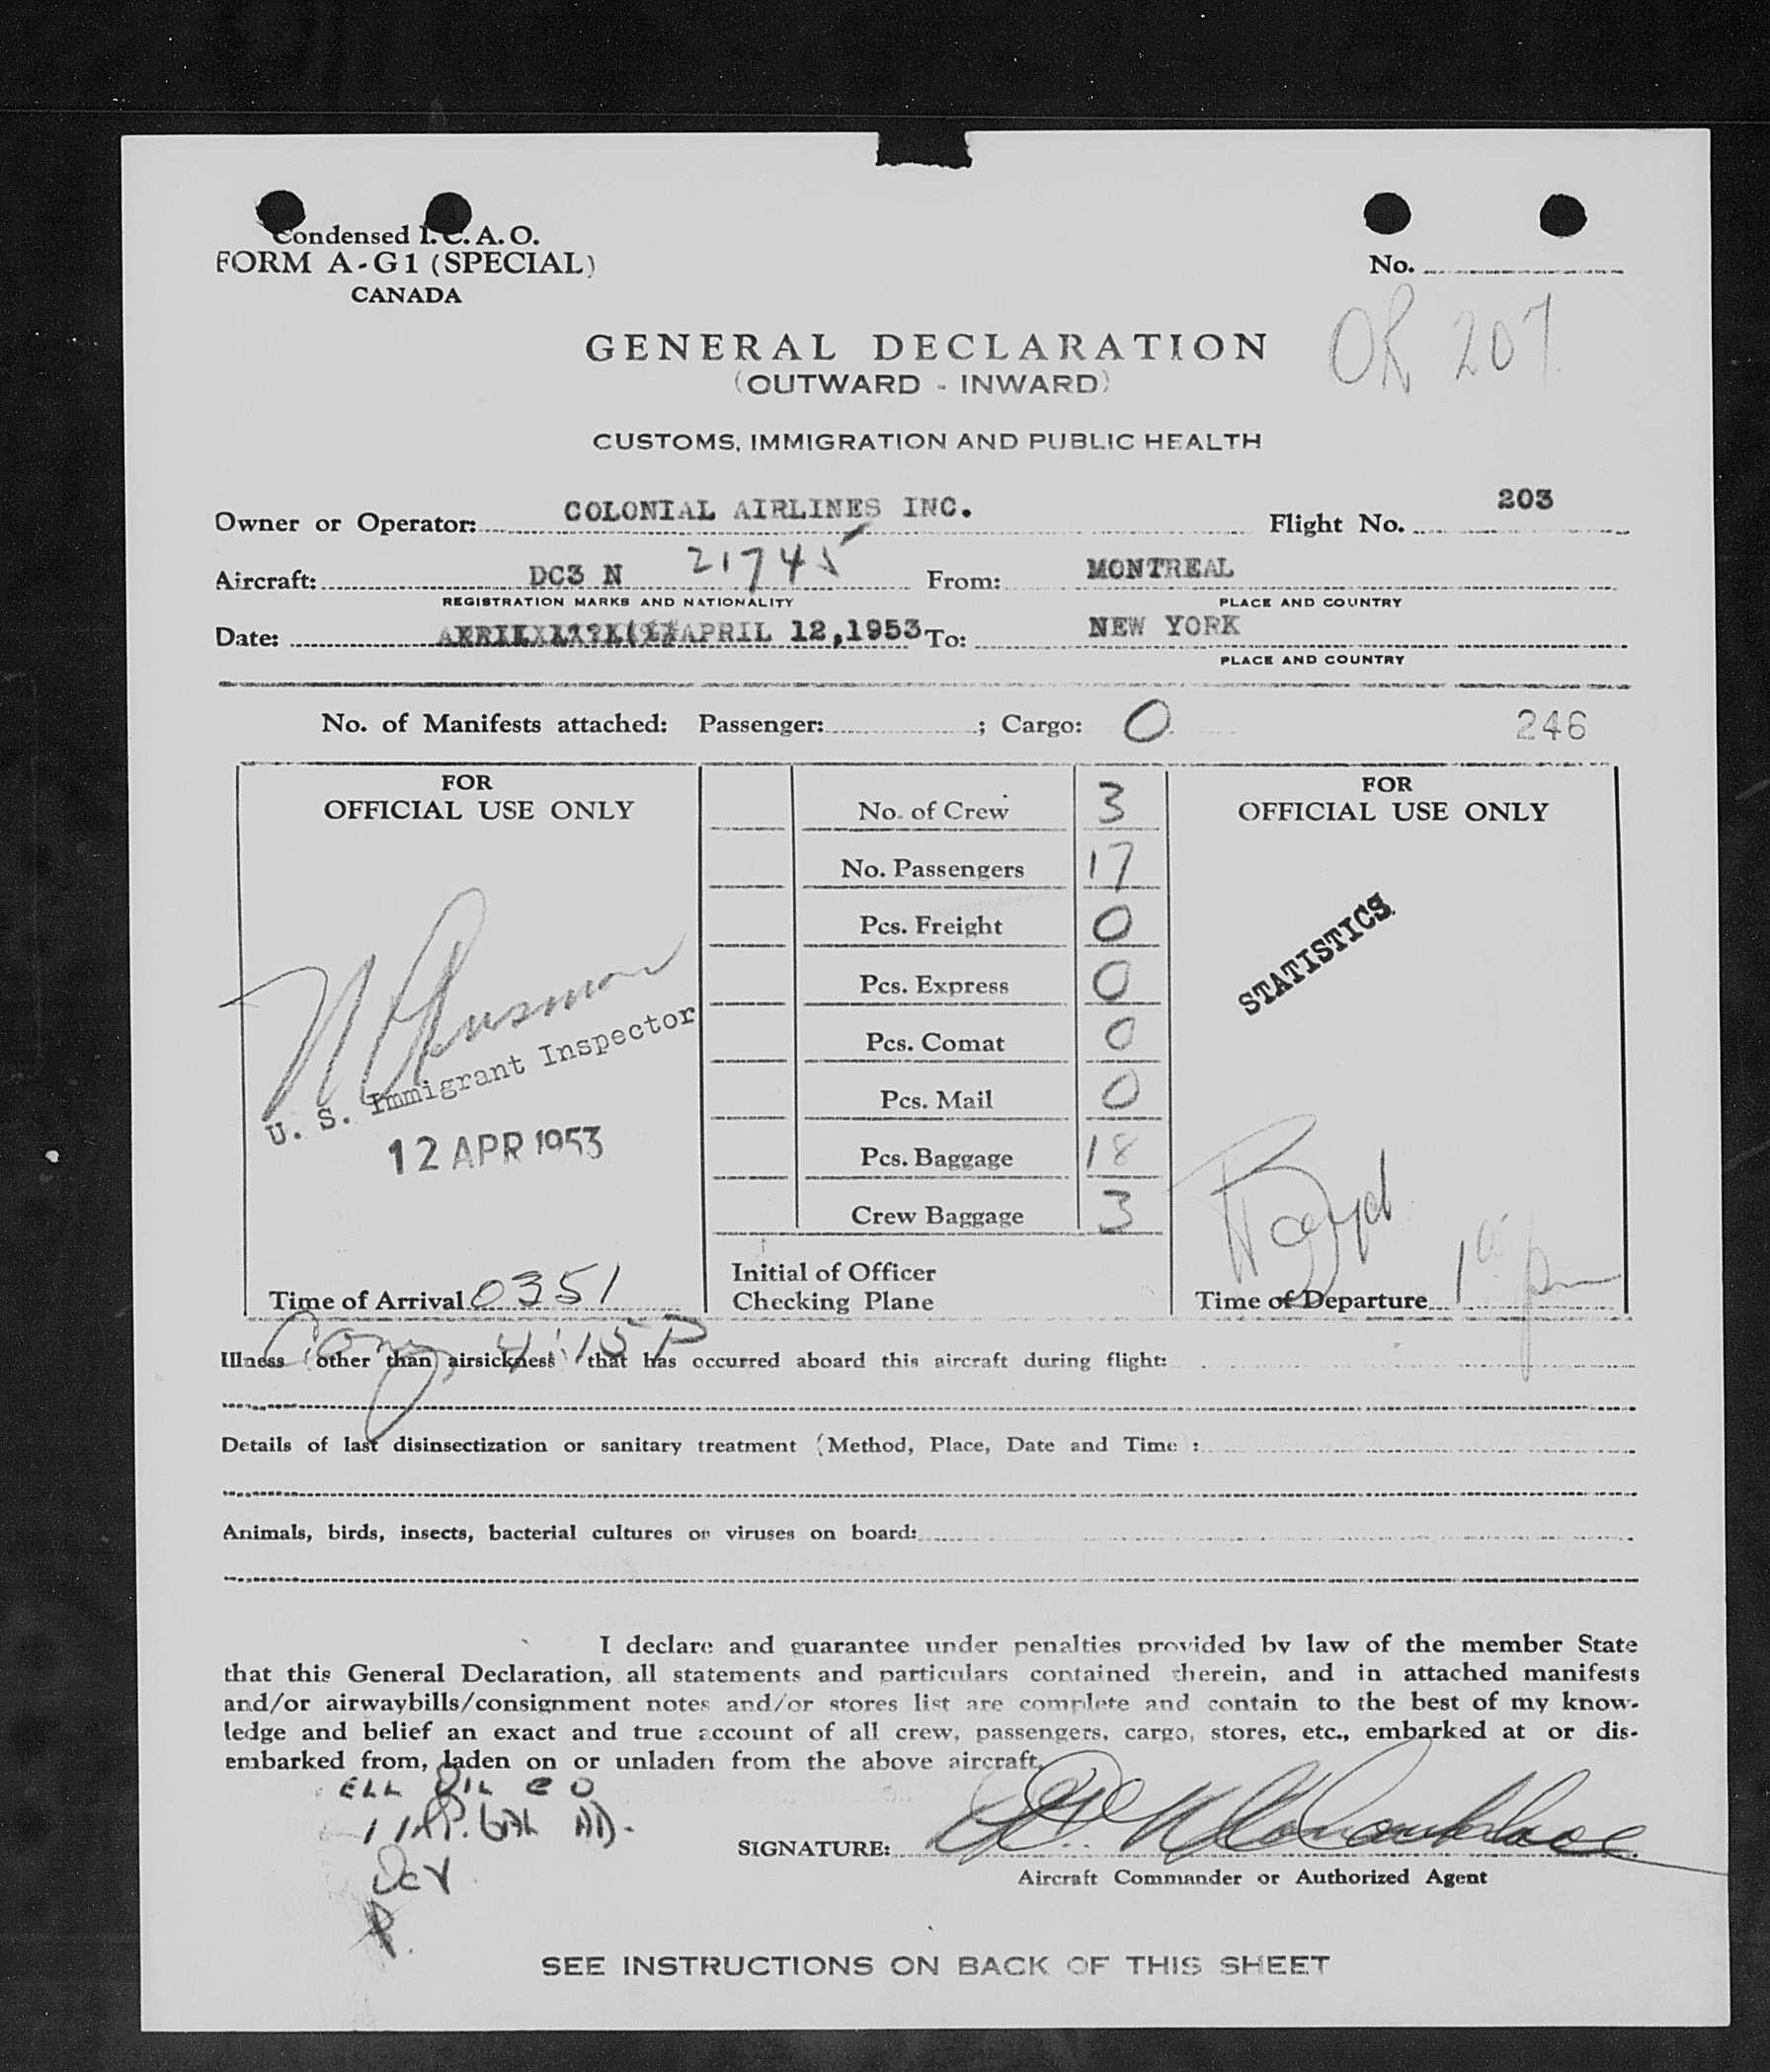 Condensed I. C. A. O.
FORM A-G1 (SPECIAL)
CANADA
No.
OR 207
GENERAL DECLARATION
(OUTWARD - INWARD)
CUSTOMS, IMMIGRATION AND PUBLIC HEALTH
Owner or Operator: COLONIAL AIRLINES INC. Flight No. 203
Aircraft: DC3 N 21745 From: MONTREAL
REGISTRATION MARKS AND NATIONALITY PLACE AND COUNTRY
Date: APRIL 12,1953 To: NEW YORK
PLACE AND COUNTRY
No. of Manifests attached: Passenger: ; Cargo: 0 246
FOR
OFFICIAL USE ONLY
U. S. Immigrant Inspector
12 APR 1953
Time of Arrival 0351
No. of Crew 3
No. Passengers 17
Pcs. Freight 0
Pcs. Express 0
Pcs. Comat 0
Pcs. Mail 0
Pcs. Baggage 18
Crew Baggage 3
Initial of Officer
Checking Plane
FOR
OFFICIAL USE ONLY
STATISTICS
Boyd
Time of Departure
4:15 P
Illness (other than airsickness) that has occurred aboard this aircraft during flight:
Details of last disinsectization or sanitary treatment (Method, Place, Date and Time :
Animals, birds, insects, bacterial cultures or viruses on board:
I declare and guarantee under penalties provided by law of the member State
that this General Declaration, all statements and particulars contained therein, and in attached manifests
and/or airwaybills/consignment notes and/or stores list are complete and contain to the best of my know-
ledge and belief an exact and true account of all crew, passengers, cargo, stores, etc., embarked at or dis-
embarked from, laden on or unladen from the above aircraft.
SIGNATURE:
Aircraft Commander or Authorized Agent
SEE INSTRUCTIONS ON BACK OF THIS SHEET